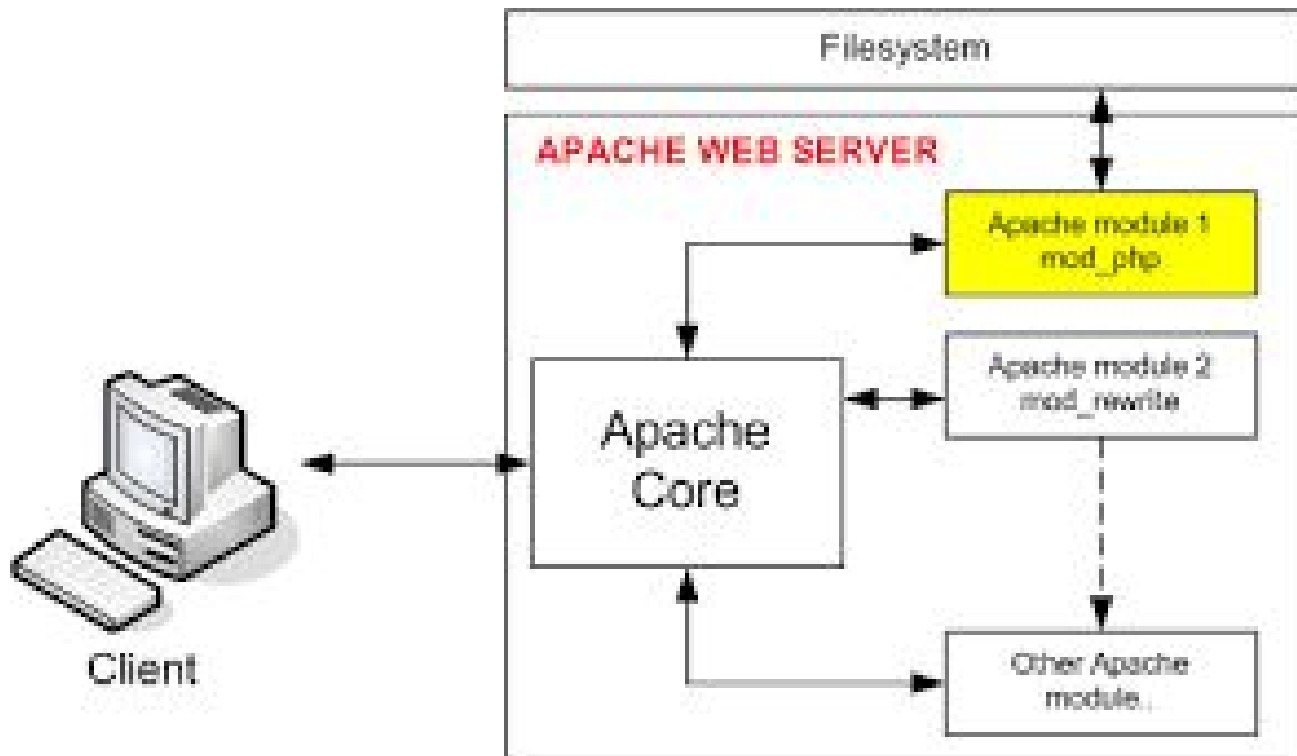 Filesystem
APACHE WEB SERVER
Apache module 1
mod_php
Apache module 2
mod_rewrite
Apache
Core
Client
Other Apache
module..